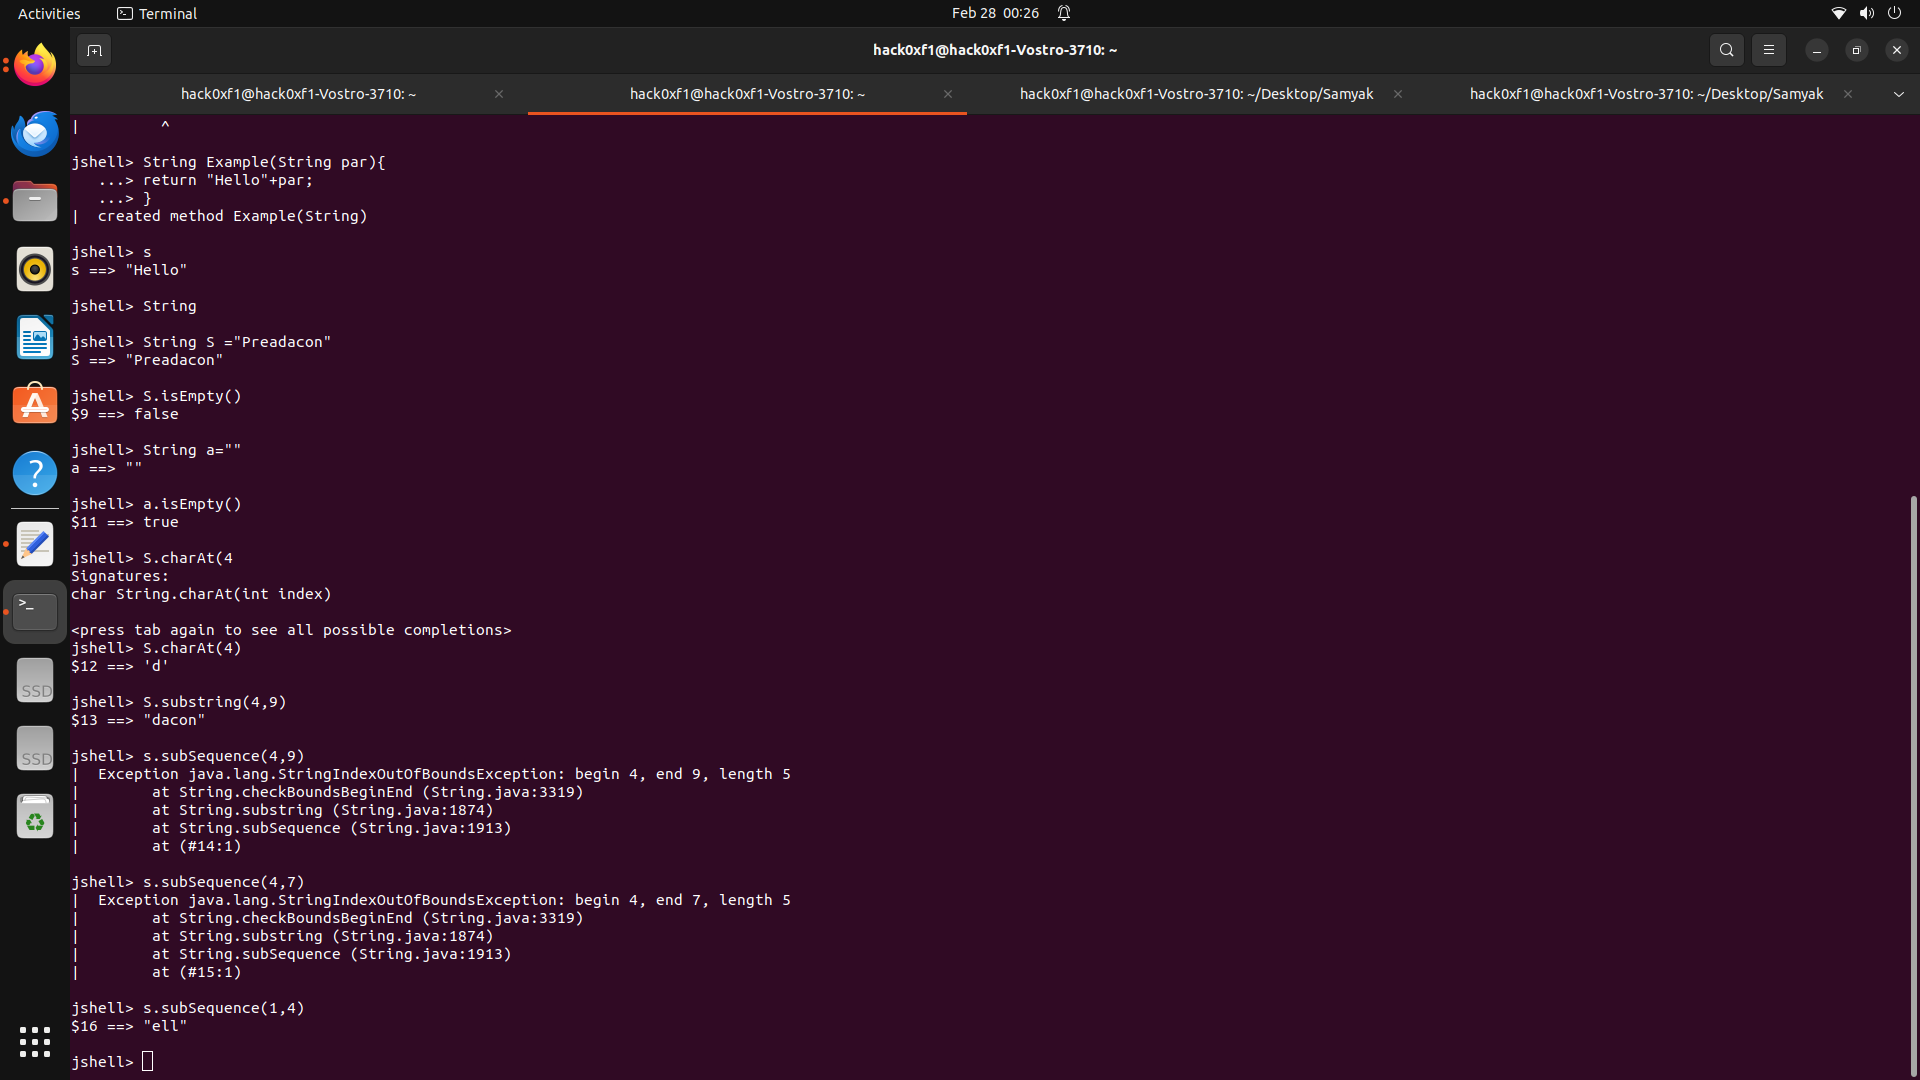 Activities Terminal Feb 28 00:26
hack0xf1@hack0xf1-Vostro-3710: ~
hack0xf1@hack0xf1-Vostro-3710: ~ hack0xf1@hack0xf1-Vostro-3710: ~ hack0xf1@hack0xf1-Vostro-3710: ~/Desktop/Samyak hack0xf1@hack0xf1-Vostro-3710: ~/Desktop/Samyak
|         ^
jshell> String Example(String par){
   ...> return "Hello"+par;
   ...> }
|  created method Example(String)
jshell> s
s ==> "Hello"
jshell> String
jshell> String S ="Preadacon"
S ==> "Preadacon"
jshell> S.isEmpty()
$9 ==> false
jshell> String a=""
a ==> ""
jshell> a.isEmpty()
$11 ==> true
jshell> S.charAt(4
Signatures:
char String.charAt(int index)
<press tab again to see all possible completions>
jshell> S.charAt(4)
$12 ==> 'd'
jshell> S.substring(4,9)
$13 ==> "dacon"
jshell> s.subSequence(4,9)
|  Exception java.lang.StringIndexOutOfBoundsException: begin 4, end 9, length 5
|        at String.checkBoundsBeginEnd (String.java:3319)
|        at String.substring (String.java:1874)
|        at String.subSequence (String.java:1913)
|        at (#14:1)
jshell> s.subSequence(4,7)
|  Exception java.lang.StringIndexOutOfBoundsException: begin 4, end 7, length 5
|        at String.checkBoundsBeginEnd (String.java:3319)
|        at String.substring (String.java:1874)
|        at String.subSequence (String.java:1913)
|        at (#15:1)
jshell> s.subSequence(1,4)
$16 ==> "ell"
jshell>
SSD
SSD